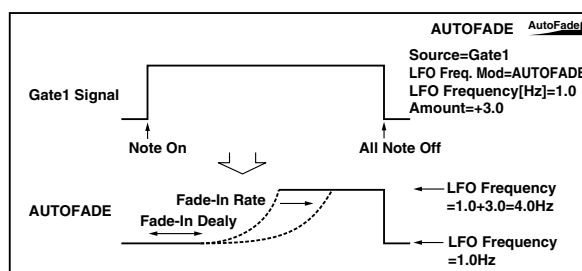 AUTOFADE AutoFade
Source=Gate1
LFO Freq. Mod=AUTOFADE
LFO Frequency[Hz]=1.0
Amount=+3.0
Gate1 Signal
Note On
All Note Off
AUTOFADE
Fade-In Rate
Fade-In Dealy
LFO Frequency
=1.0+3.0=4.0Hz
LFO Frequency
=1.0Hz